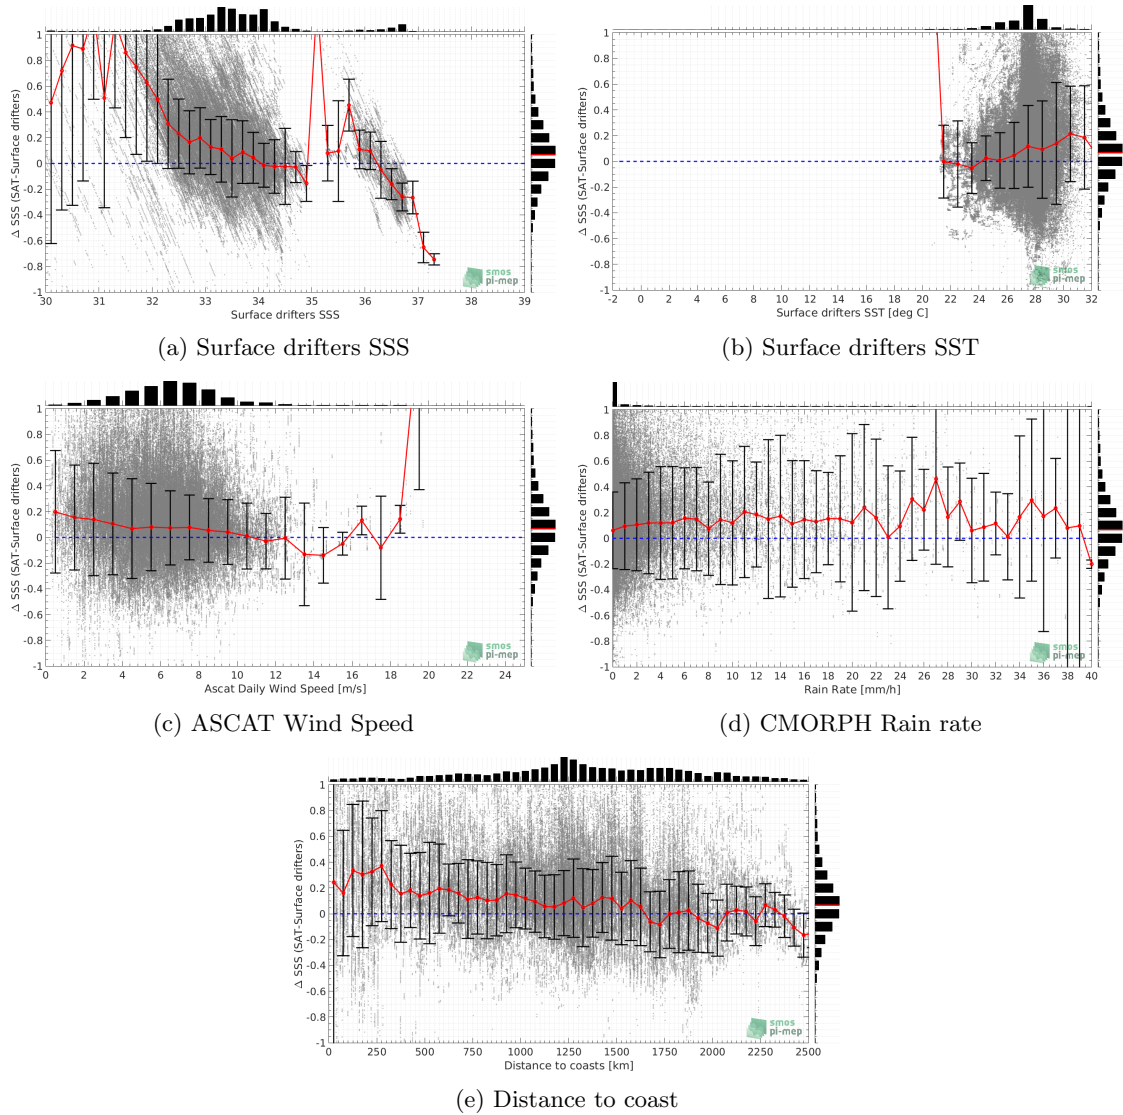 1
0.8
0.6
0.4
0.2
0
-0.2
-0.4
-0.6
-0.8
-1
Δ SSS (SAT-Surface drifters)
30 31 32 33 34 35 36 37 38 39
Surface drifters SSS
smos
pi-mep
(a) Surface drifters SSS
1
0.8
0.6
0.4
0.2
0
-0.2
-0.4
-0.6
-0.8
-1
Δ SSS (SAT-Surface drifters)
-2 0 2 4 6 8 10 12 14 16 18 20 22 24 26 28 30 32
Surface drifters SST [deg C]
smos
pi-mep
(b) Surface drifters SST
1
0.8
0.6
0.4
0.2
0
-0.2
-0.4
-0.6
-0.8
-1
Δ SSS (SAT-Surface drifters)
0 2 4 6 8 10 12 14 16 18 20 22 24
Ascat Daily Wind Speed [m/s]
smos
pi-mep
(c) ASCAT Wind Speed
1
0.8
0.6
0.4
0.2
0
-0.2
-0.4
-0.6
-0.8
-1
Δ SSS (SAT-Surface drifters)
0 2 4 6 8 10 12 14 16 18 20 22 24 26 28 30 32 34 36 38 40
Rain Rate [mm/h]
smos
pi-mep
(d) CMORPH Rain rate
1
0.8
0.6
0.4
0.2
0
-0.2
-0.4
-0.6
-0.8
-1
Δ SSS (SAT-Surface drifters)
0 250 500 750 1000 1250 1500 1750 2000 2250 2500
Distance to coasts [km]
smos
pi-mep
(e) Distance to coast